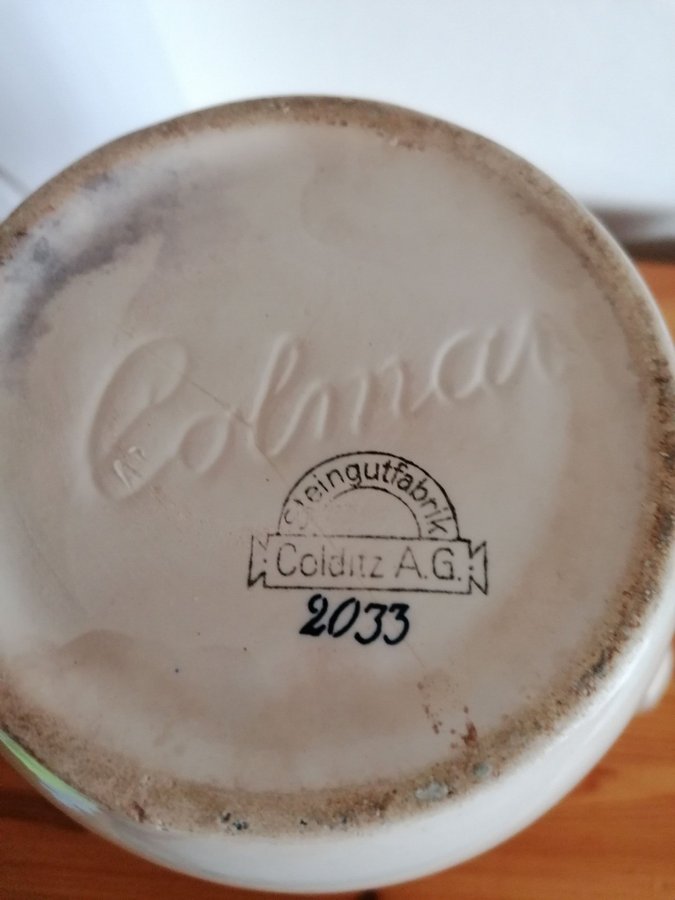 Colmar
Steingutfabrik
Colditz A.G.
2033